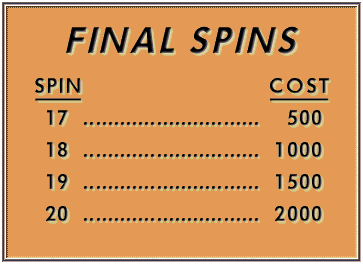 FINAL SPINS
SPIN COST
17 .............................. 500
18 .............................. 1000
19 .............................. 1500
20 .............................. 2000